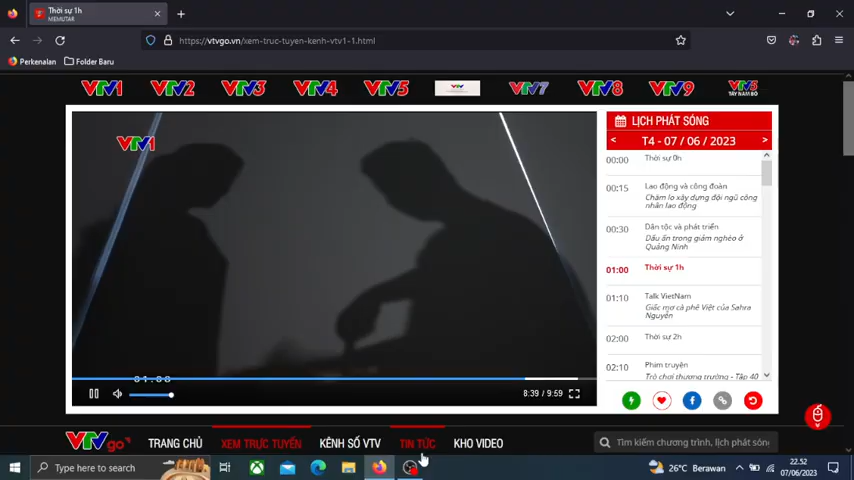 Thời sự 1h
MEMUTAR
https://vtvgo.vn/xem-truc-tuyen-kenh-vtv1-1.html
Perkenalan
Folder Baru
VTV1 VTV2 VTV3 VTV4 VTV5 VTV7 VTV8 VTV9 VTV5
TÂY NAM BỘ
VTV1
LỊCH PHÁT SÓNG
< T4 - 07 / 06 / 2023 >
00:00 Thời sự 0h
00:15 Lao động và công đoàn
Chăm lo xây dựng đội ngũ công
nhân lao động
00:30 Dân tộc và phát triển
Dấu ấn trong giảm nghèo ở
Quảng Ninh
01:00 Thời sự 1h
01:10 Talk VietNam
Giấc mơ cà phê Việt của Sahra
Nguyễn
02:00 Thời sự 2h
02:10 Phim truyện
Trò chơi thương trường - Tập 40
8:39 / 9:59
VTVgo TRANG CHỦ XEM TRỰC TUYẾN KÊNH SỐ VTV TIN TỨC KHO VIDEO Tìm kiếm chương trình, lịch phát sóng
Type here to search
26°C Berawan
22.52
07/06/2023